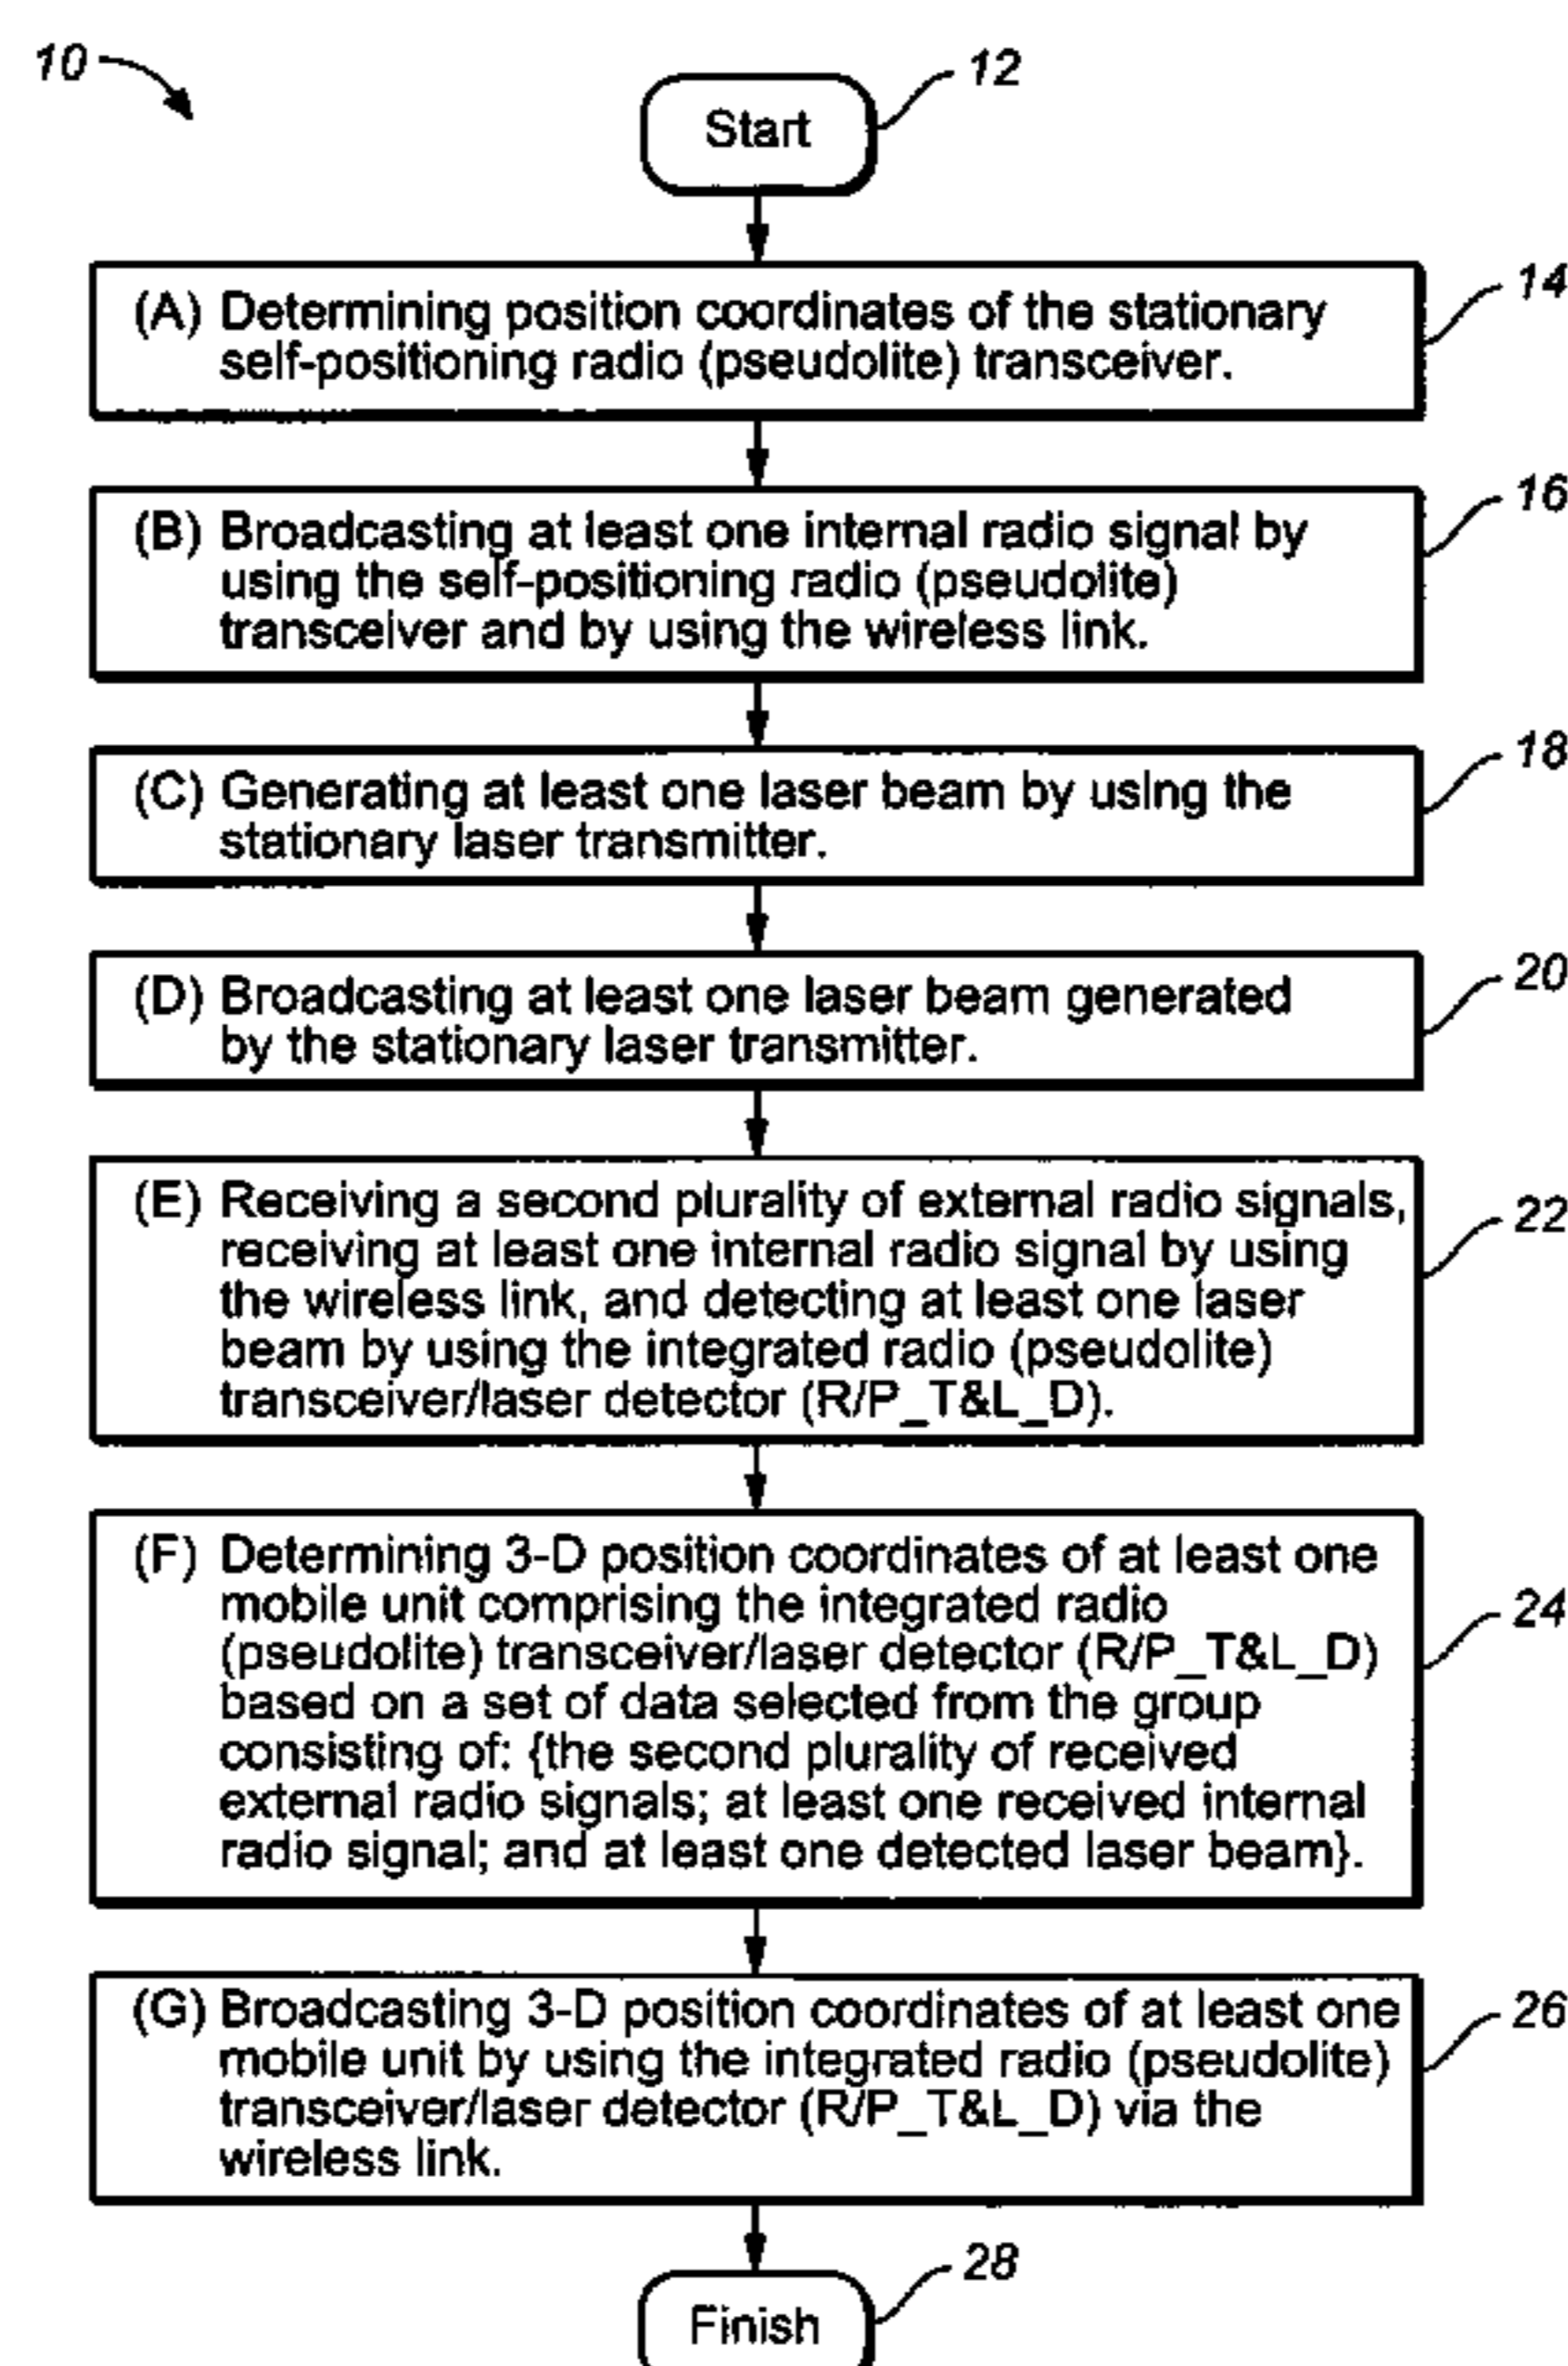 10
12
Start
14
(A) Determining position coordinates of the stationary
self-positioning radio (pseudolite) transceiver.
16
(B) Broadcasting at least one internal radio signal by
using the self-positioning radio (pseudolite)
transceiver and by using the wireless link.
18
(C) Generating at least one laser beam by using the
stationary laser transmitter.
20
(D) Broadcasting at least one laser beam generated
by the stationary laser transmitter.
22
(E) Receiving a second plurality of external radio signals,
receiving at least one internal radio signal by using
the wireless link, and detecting at least one laser
beam by using the integrated radio (pseudolite)
transceiver/laser detector (R/P_T&L_D).
24
(F) Determining 3-D position coordinates of at least one
mobile unit comprising the integrated radio
(pseudolite) transceiver/laser detector (R/P_T&L_D)
based on a set of data selected from the group
consisting of: {the second plurality of received
external radio signals; at least one received internal
radio signal; and at least one detected laser beam}.
26
(G) Broadcasting 3-D position coordinates of at least one
mobile unit by using the integrated radio (pseudolite)
transceiver/laser detector (R/P_T&L_D) via the
wireless link.
28
Finish